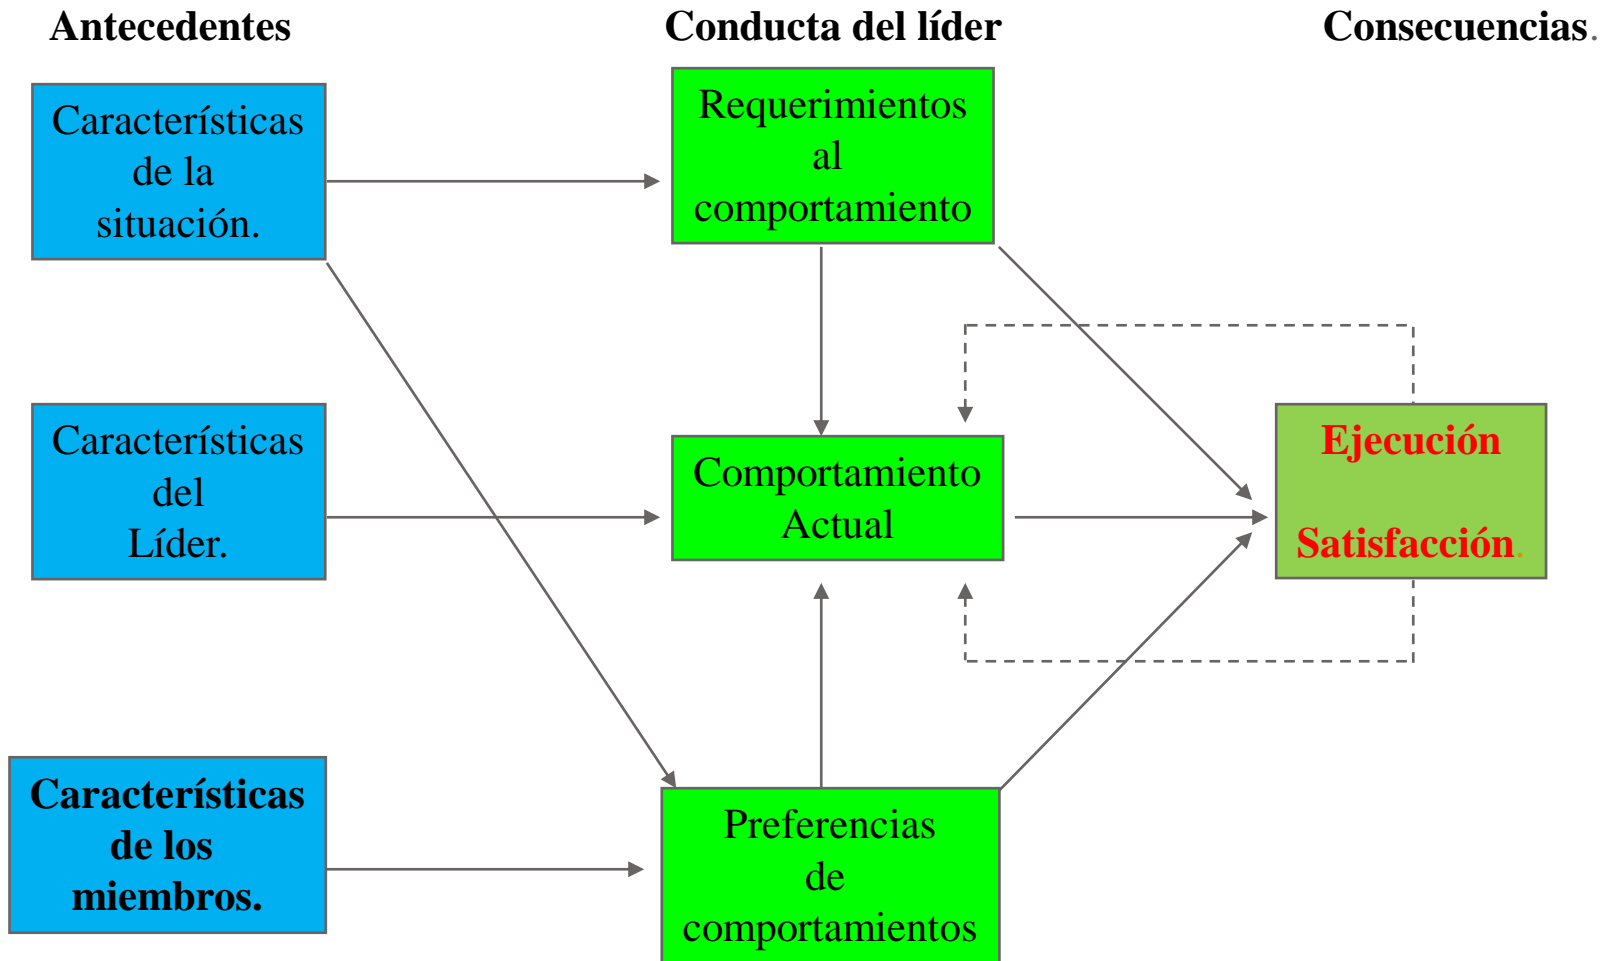 Antecedentes
Conducta del líder
Consecuencias.
Características
de la
situación.
Requerimientos
al
comportamiento
Características
del
Líder.
Comportamiento
Actual
Ejecución
Satisfacción.
Características
de los
miembros.
Preferencias
de
comportamientos